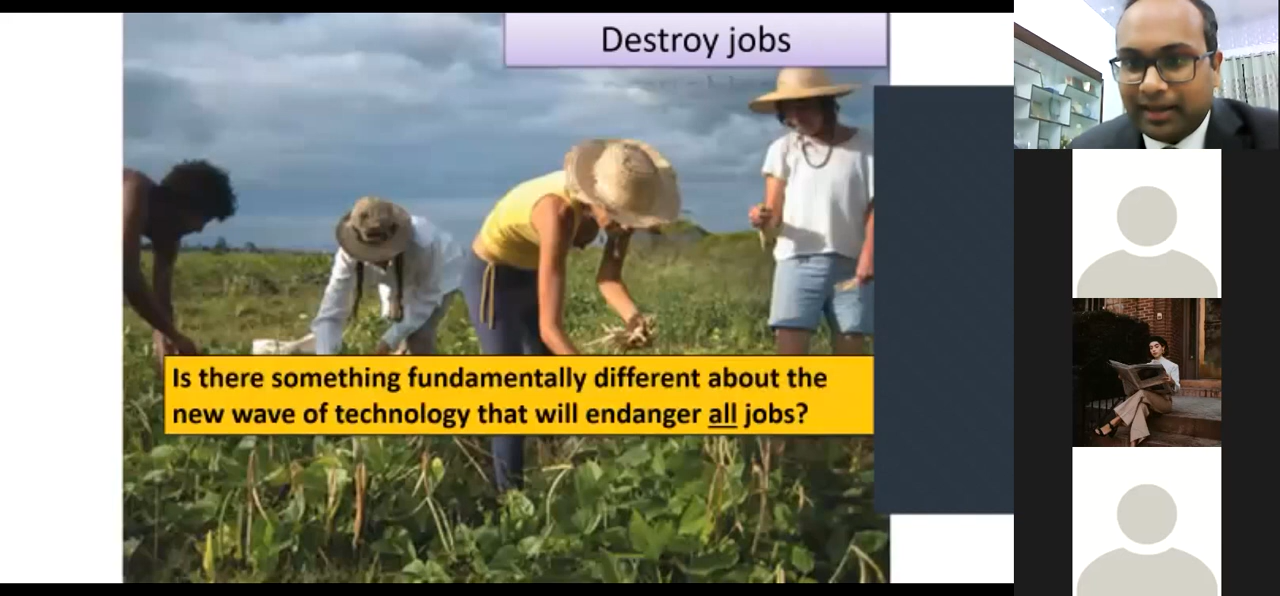 Destroy jobs
Is there something fundamentally different about the
new wave of technology that will endanger all jobs?